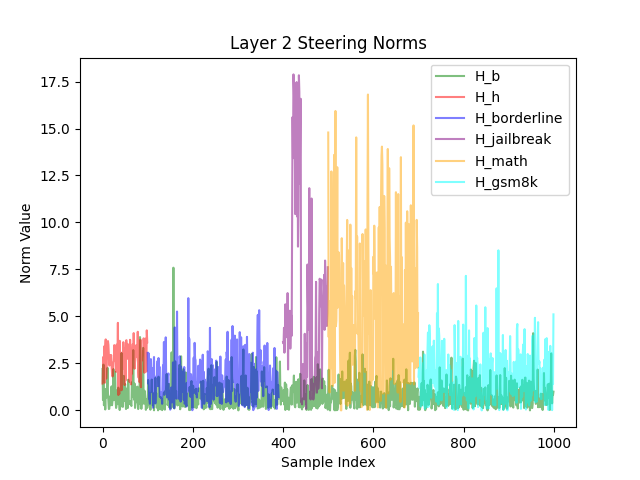 Layer 2 Steering Norms
Norm Value
17.5
15.0
12.5
10.0
7.5
5.0
2.5
0.0
H_b
H_h
H_borderline
H_jailbreak
H_math
H_gsm8k
0 200 400 600 800 1000
Sample Index